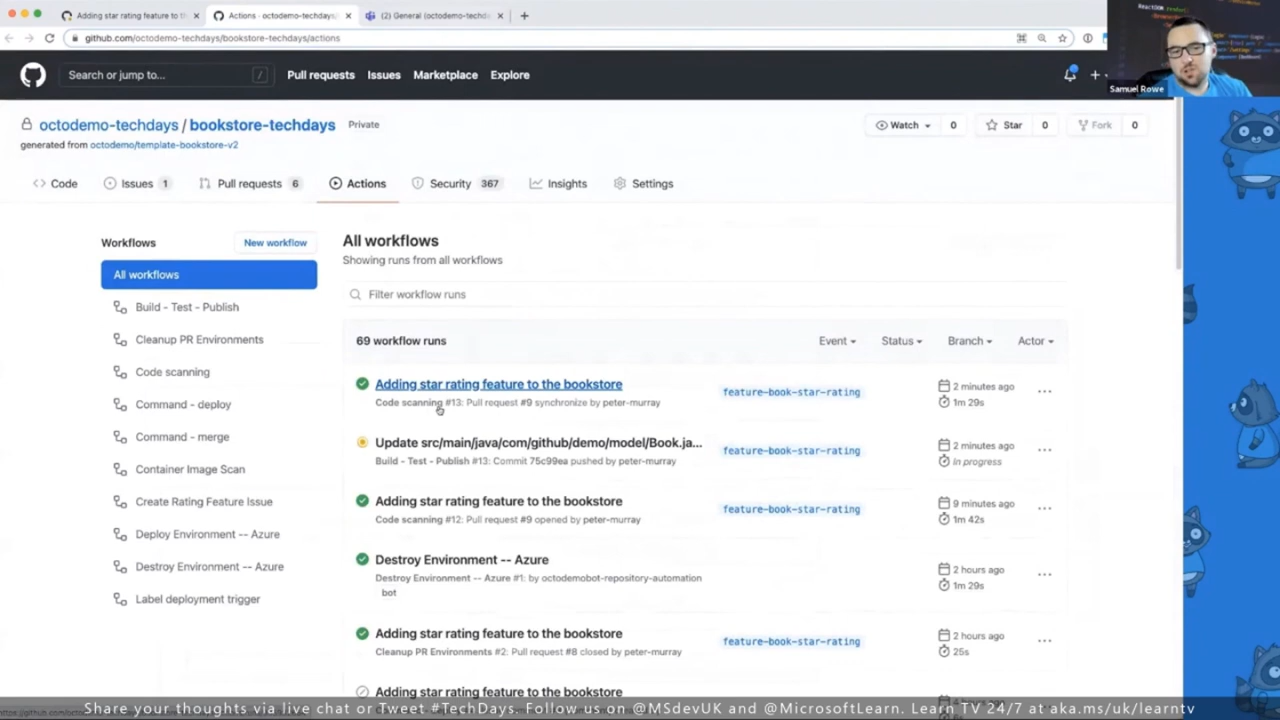 Adding star rating feature to th
Actions · octodemo-techdays/
(2) General (octodemo-techday
github.com/octodemo-techdays/bookstore-techdays/actions
Search or jump to...
/
Pull requests
Issues
Marketplace
Explore
Samuel Rowe
octodemo-techdays / bookstore-techdays
Private
generated from octodemo/template-bookstore-v2
Watch
0
Star
0
Fork
0
Code
Issues 1
Pull requests 6
Actions
Security 367
Insights
Settings
Workflows
New workflow
All workflows
Build - Test - Publish
Cleanup PR Environments
Code scanning
Command - deploy
Command - merge
Container Image Scan
Create Rating Feature Issue
Deploy Environment -- Azure
Destroy Environment -- Azure
Label deployment trigger
All workflows
Showing runs from all workflows
Filter workflow runs
69 workflow runs
Event
Status
Branch
Actor
Adding star rating feature to the bookstore
Code scanning #13: Pull request #9 synchronize by peter-murray
feature-book-star-rating
2 minutes ago
1m 29s
Update src/main/java/com/github/demo/model/Book.ja...
Build - Test - Publish #13: Commit 75c99ea pushed by peter-murray
feature-book-star-rating
2 minutes ago
In progress
Adding star rating feature to the bookstore
Code scanning #12: Pull request #9 opened by peter-murray
feature-book-star-rating
9 minutes ago
1m 42s
Destroy Environment -- Azure
Destroy Environment -- Azure #1: by octodemobot-repository-automation
bot
2 hours ago
1m 29s
Adding star rating feature to the bookstore
Cleanup PR Environments #2: Pull request #8 closed by peter-murray
feature-book-star-rating
2 hours ago
25s
Adding star rating feature to the bookstore
Share your thoughts via live chat or Tweet #TechDays. Follow us on @MSdevUK and @MicrosoftLearn. Learn TV 24/7 at aka.ms/uk/learntv